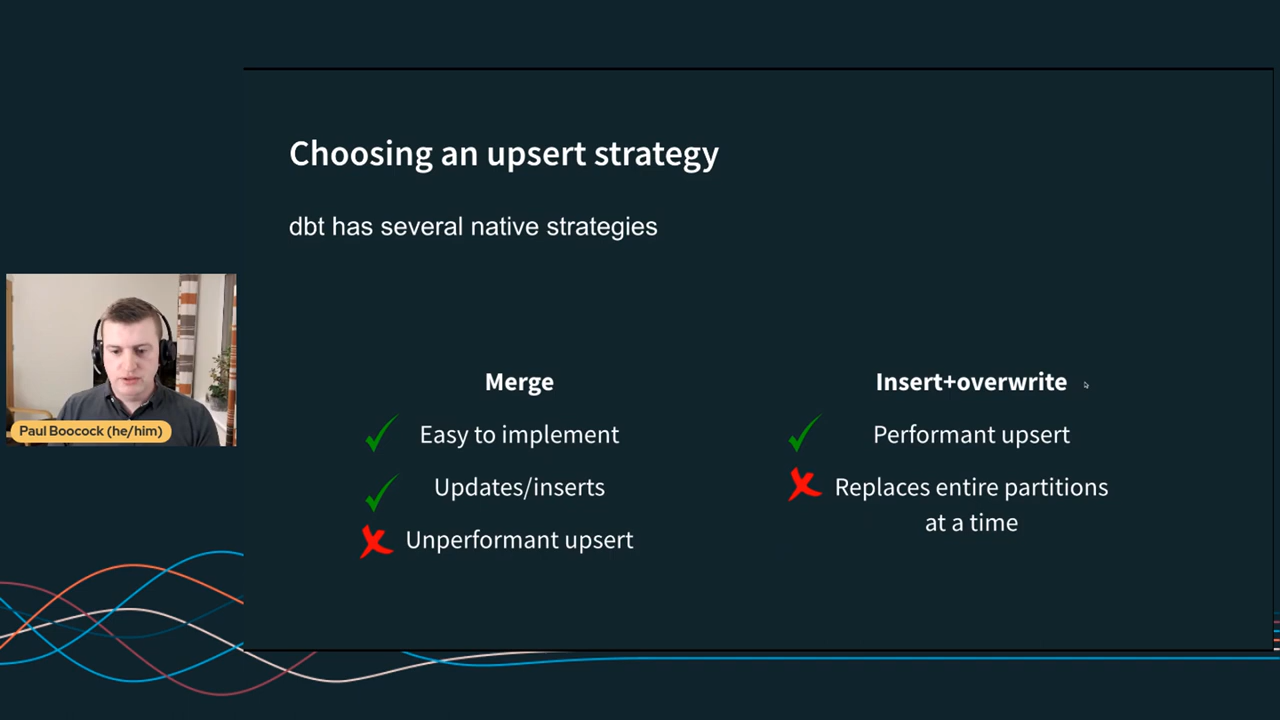 Choosing an upsert strategy
dbt has several native strategies
Merge
Easy to implement
Updates/inserts
Unperformant upsert
Insert+overwrite
Performant upsert
Replaces entire partitions
at a time
Paul Boocock (he/him)